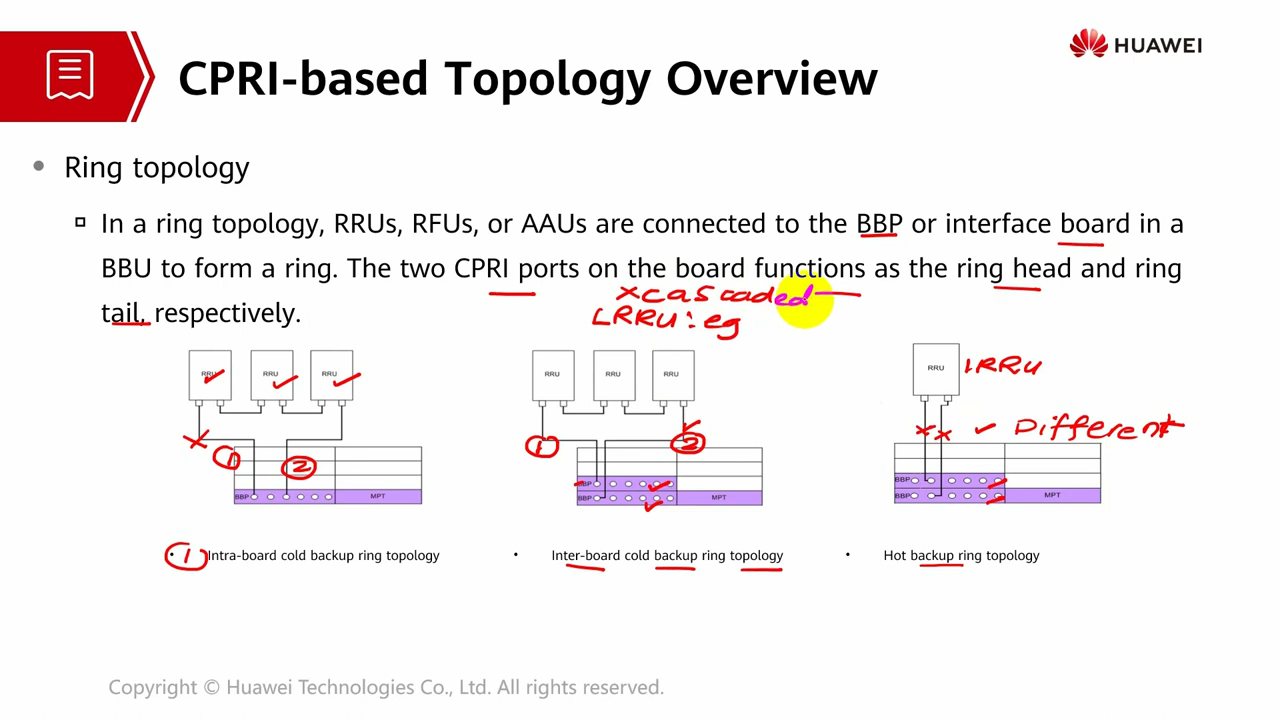 HUAWEI
CPRI-based Topology Overview
• Ring topology
In a ring topology, RRUs, RFUs, or AAUs are connected to the BBP or interface board in a
BBU to form a ring. The two CPRI ports on the board functions as the ring head and ring
tail, respectively.
xcascaded
LRRU: eg
RRU RRU RRU
RRU RRU RRU
RRU
1RRU
x x ✓ Different
1
2
BBP MPT
1
2
BBP
BBP MPT
BBP
BBP MPT
1
• Intra-board cold backup ring topology
• Inter-board cold backup ring topology
• Hot backup ring topology
Copyright © Huawei Technologies Co., Ltd. All rights reserved.